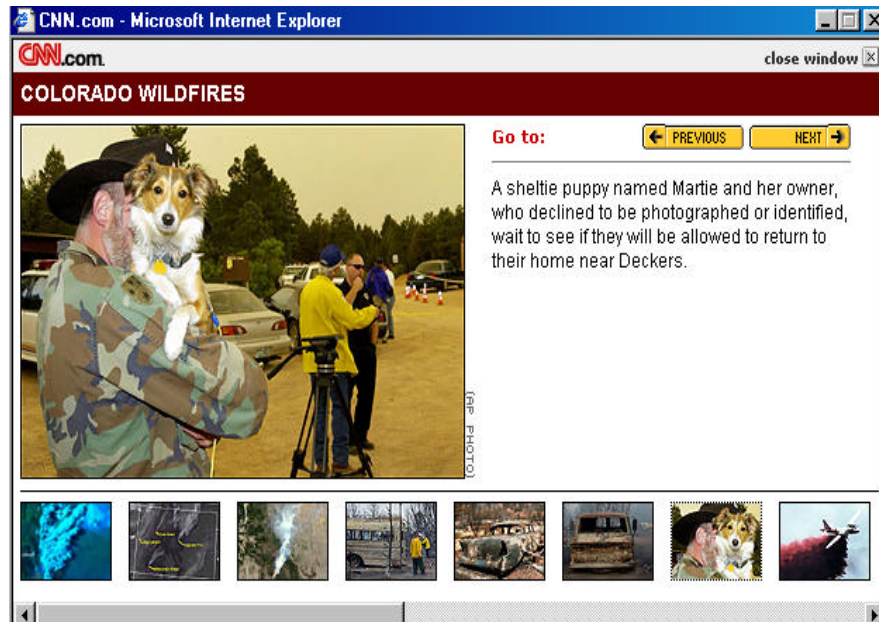 CNN.com - Microsoft Internet Explorer
CNN.com.
close window
COLORADO WILDFIRES
Go to:
PREVIOUS
NEXT
A sheltie puppy named Martie and her owner,
who declined to be photographed or identified,
wait to see if they will be allowed to return to
their home near Deckers.
(AP PHOTO)